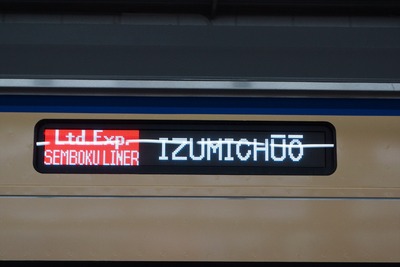 Ltd.Exp.
SEMBOKU LINER
IZUMICHŪŌ